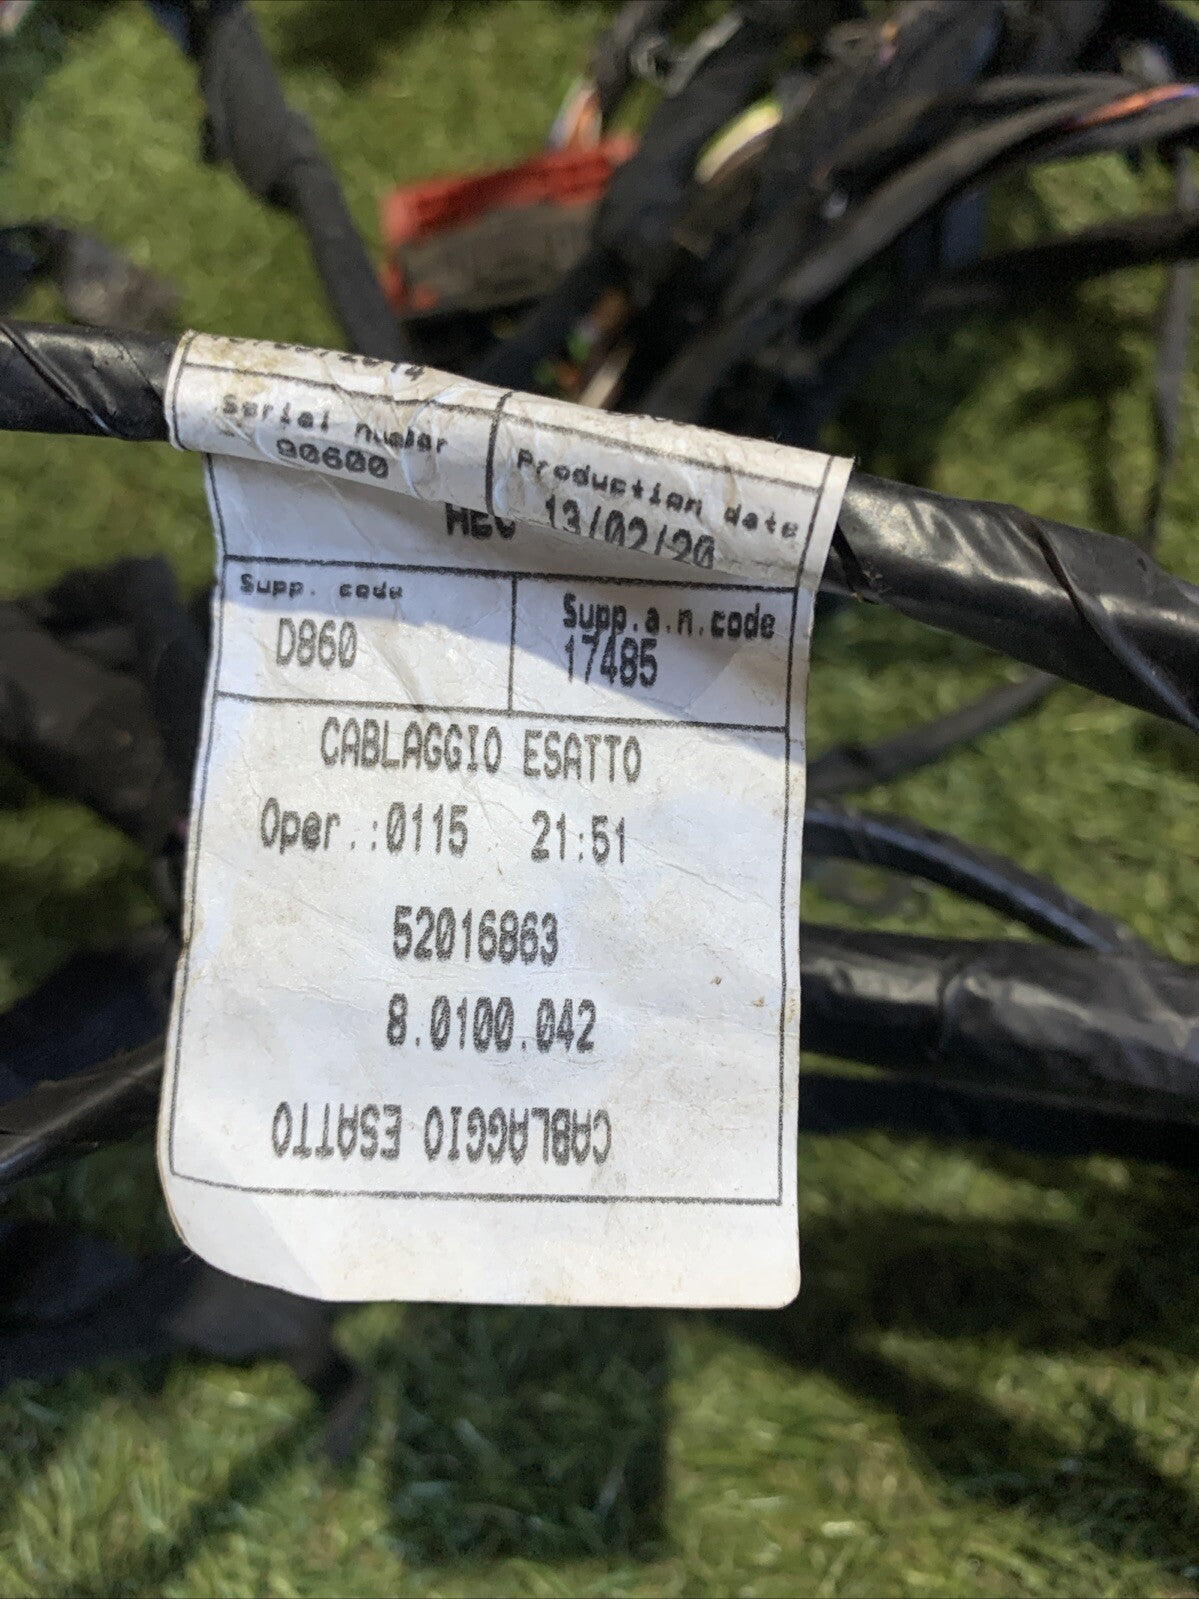 Serial number Production date
90600 13/02/20
Supp. code Supp.a.n.code
D860 17485
CABLAGGIO ESATTO
Oper.:0115 21:51
52016863
8.0100.042
CABLAGGIO ESATTO